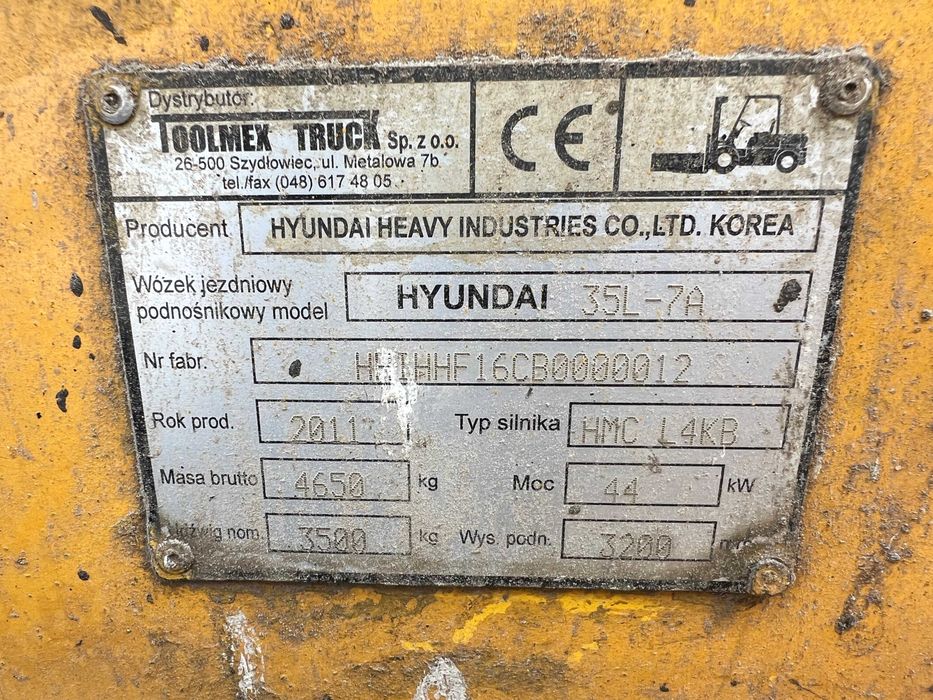 Dystrybutor:
TOOLMEX TRUCK Sp. z o.o.
26-500 Szydłowiec, ul. Metalowa 7b
tel./fax (048) 617 48 05
CE
Producent HYUNDAI HEAVY INDUSTRIES CO.,LTD. KOREA
Wózek jezdniowy
podnośnikowy model HYUNDAI 35L-7A
Nr fabr. HHIHHF16CB0000012
Rok prod. 2011 Typ silnika HMC L4KB
Masa brutto 4650 kg Moc 44 kW
Udźwig nom. 3500 kg Wys. podn. 3200